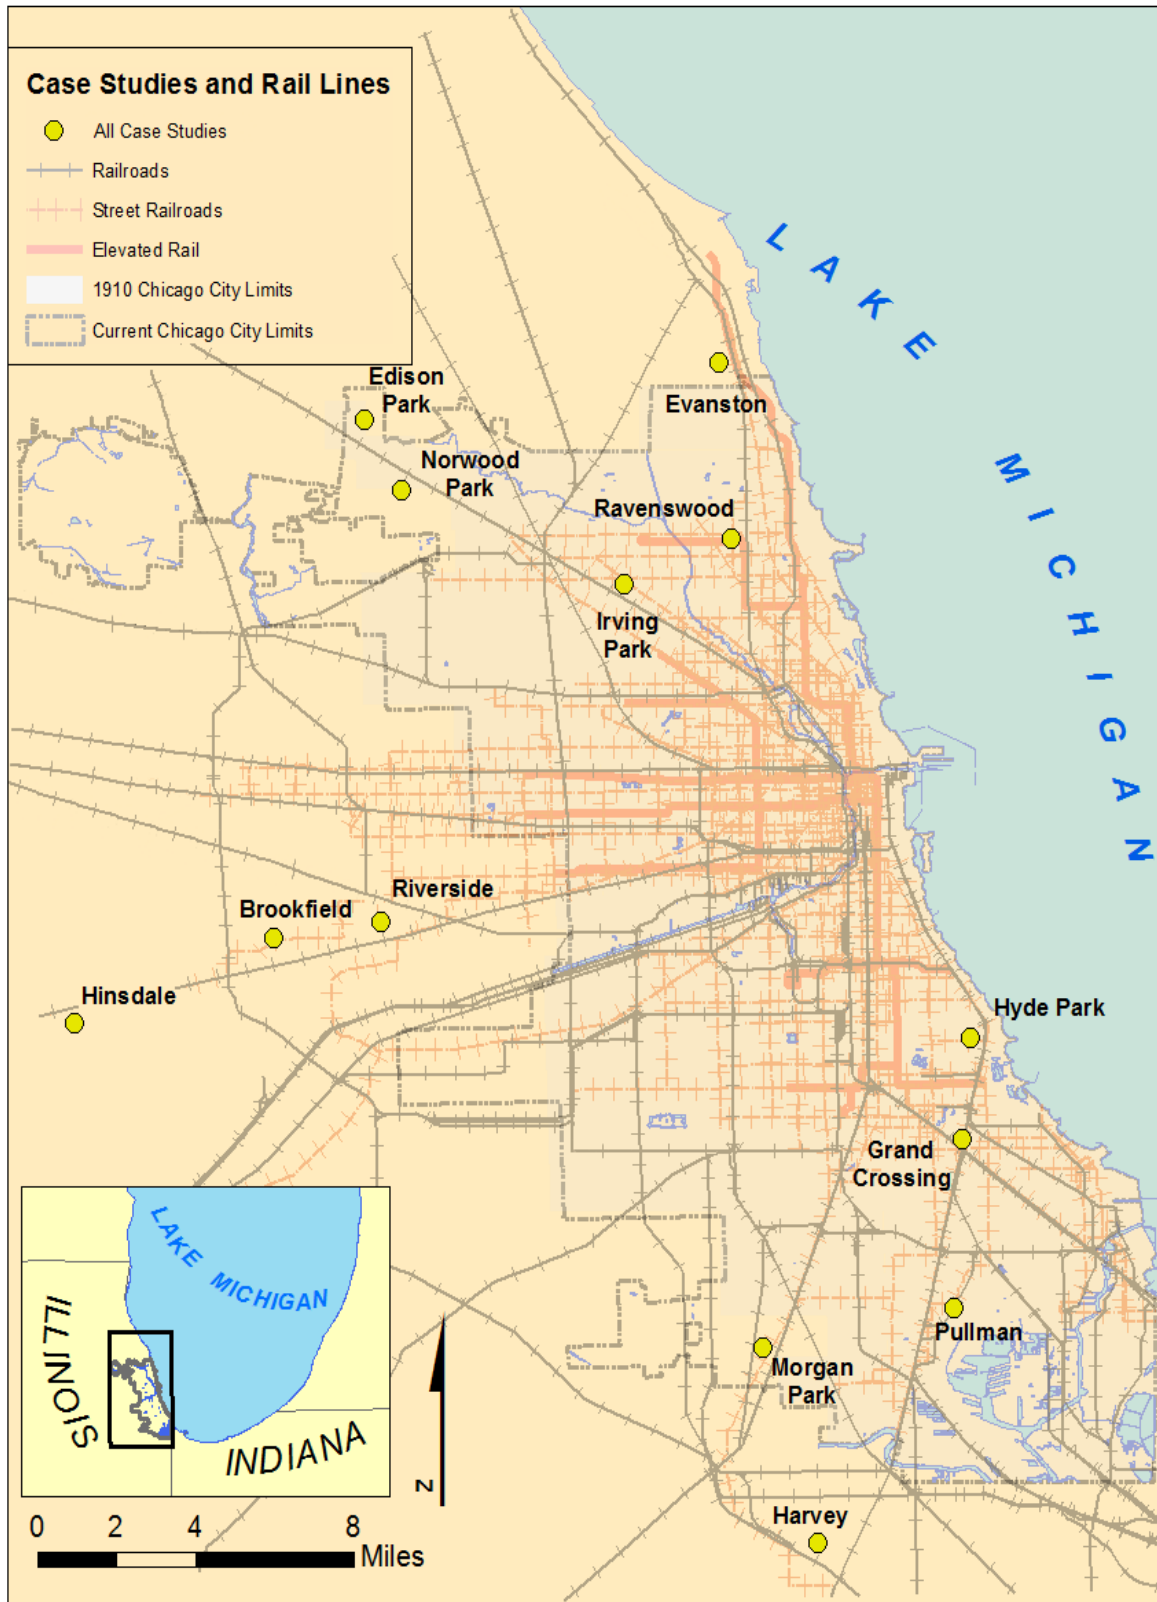 Case Studies and Rail Lines
All Case Studies
Railroads
Street Railroads
Elevated Rail
1910 Chicago City Limits
Current Chicago City Limits
LAKE MICHIGAN
Edison
Park
Evanston
Norwood
Park
Ravenswood
Irving
Park
Riverside
Brookfield
Hinsdale
Hyde Park
Grand
Crossing
Pullman
Morgan
Park
Harvey
LAKE MICHIGAN
ILLINOIS
INDIANA
N
0 2 4 8
Miles